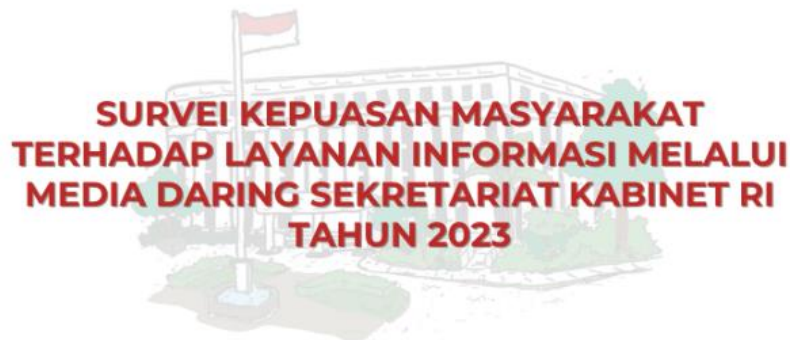 SURVEI KEPUASAN MASYARAKAT
TERHADAP LAYANAN INFORMASI MELALUI
MEDIA DARING SEKRETARIAT KABINET RI
TAHUN 2023